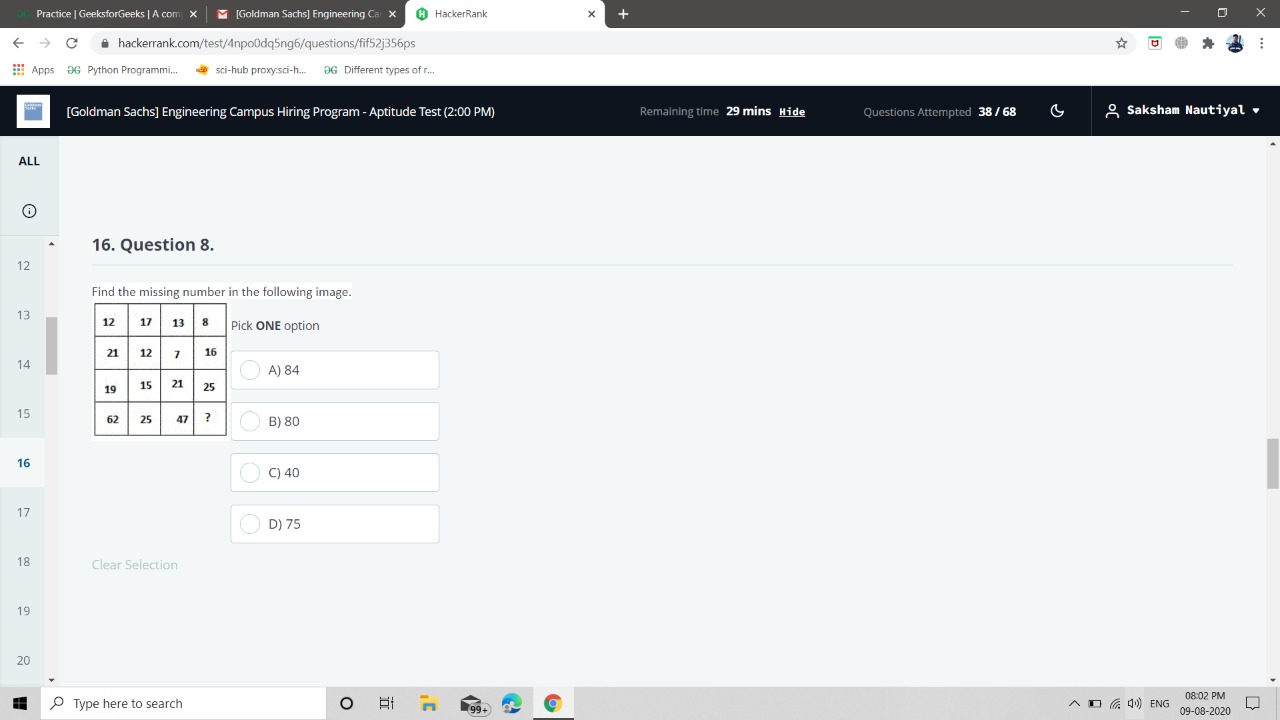 Practice | GeeksforGeeks | A com
[Goldman Sachs] Engineering Ca
HackerRank
hackerrank.com/test/4npo0dq5ng6/questions/fif52j356ps
Apps
Python Programmi...
sci-hub proxy:sci-h...
Different types of r...
[Goldman Sachs] Engineering Campus Hiring Program - Aptitude Test (2:00 PM)
Remaining time 29 mins Hide
Questions Attempted 38 / 68
Saksham Nautiyal
ALL
12
13
14
15
16
17
18
19
20
16. Question 8.
Find the missing number in the following image.
12 17 13 8
21 12 7 16
19 15 21 25
62 25 47 ?
Pick ONE option
A) 84
B) 80
C) 40
D) 75
Clear Selection
Type here to search
99+
ENG
08:02 PM
09-08-2020